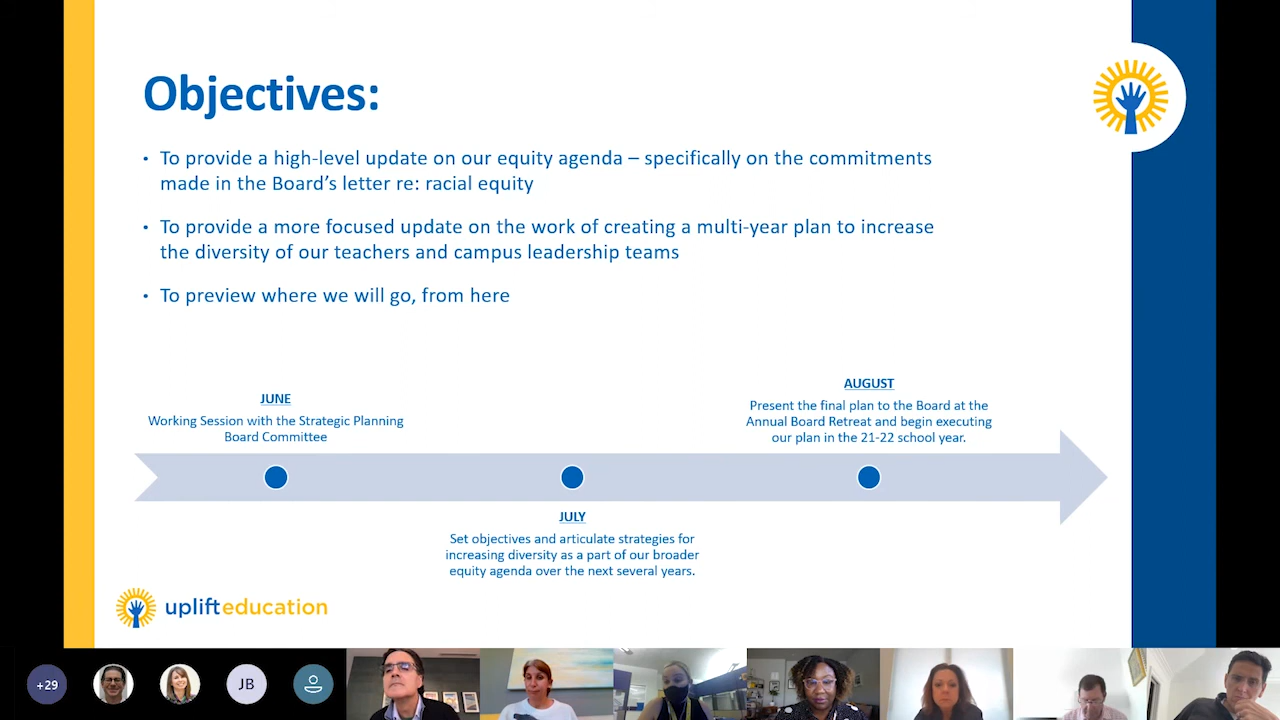 Objectives:
• To provide a high-level update on our equity agenda – specifically on the commitments
made in the Board's letter re: racial equity
• To provide a more focused update on the work of creating a multi-year plan to increase
the diversity of our teachers and campus leadership teams
• To preview where we will go, from here
JUNE
Working Session with the Strategic Planning
Board Committee
AUGUST
Present the final plan to the Board at the
Annual Board Retreat and begin executing
our plan in the 21-22 school year.
JULY
Set objectives and articulate strategies for
increasing diversity as a part of our broader
equity agenda over the next several years.
uplifteducation
+29
JB